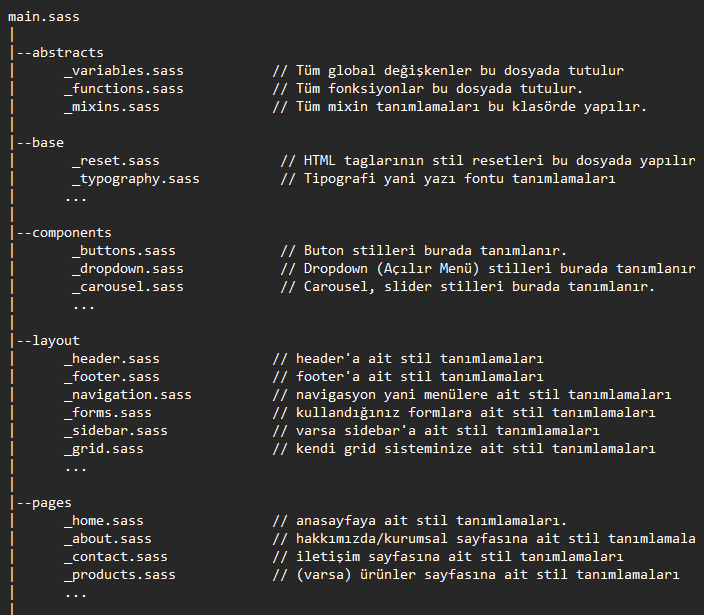 main.sass
|
|--abstracts
|      _variables.sass           // Tüm global değişkenler bu dosyada tutulur
|      _functions.sass           // Tüm fonksiyonlar bu dosyada tutulur.
|      _mixins.sass              // Tüm mixin tanımlamaları bu klasörde yapılır.
|
|--base
|       _reset.sass               // HTML taglarının stil resetleri bu dosyada yapılır
|       _typography.sass          // Tipografi yani yazı fontu tanımlamaları
|      ...
|
|--components
|       _buttons.sass             // Buton stilleri burada tanımlanır.
|       _dropdown.sass            // Dropdown (Açılır Menü) stilleri burada tanımlanır
|       _carousel.sass            // Carousel, slider stilleri burada tanımlanır.
|       ...
|
|--layout
|      _header.sass              // header'a ait stil tanımlamaları
|      _footer.sass              // footer'a ait stil tanımlamaları
|      _navigation.sass          // navigasyon yani menülere ait stil tanımlamaları
|      _forms.sass               // kullandığınız formlara ait stil tanımlamaları
|      _sidebar.sass             // varsa sidebar'a ait stil tanımlamaları
|      _grid.sass                // kendi grid sisteminize ait stil tanımlamaları
|      ...
|
|--pages
|      _home.sass                // anasayfaya ait stil tanımlamaları.
|      _about.sass               // hakkımızda/kurumsal sayfasına ait stil tanımlamala
|      _contact.sass             // iletişim sayfasına ait stil tanımlamaları
|      _products.sass            // (varsa) ürünler sayfasına ait stil tanımlamaları
|      ...
|